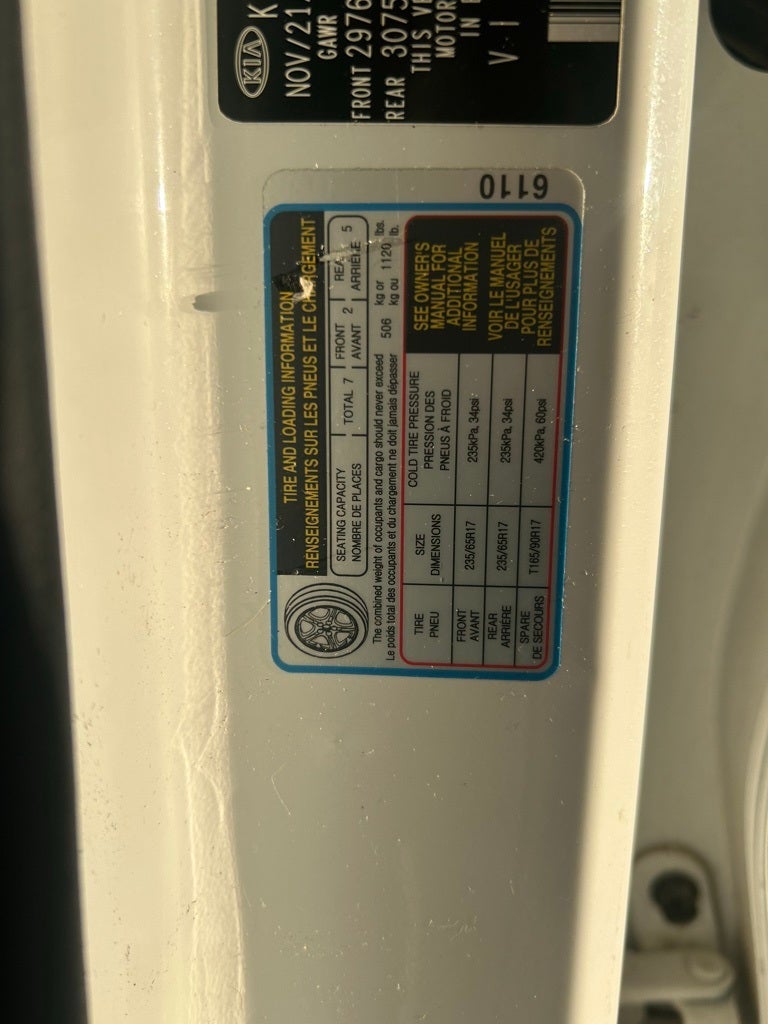 KIA K
NOV/21
GAWR
FRONT 2976
REAR 3075
THIS VE
MOTOR
IN
V I
6110
TIRE AND LOADING INFORMATION
RENSEIGNEMENTS SUR LES PNEUS ET LE CHARGEMENT
SEATING CAPACITY
NOMBRE DE PLACES
TOTAL 7
FRONT
AVANT 2
REAR
ARRIÈRE 5
The combined weight of occupants and cargo should never exceed 506 kg or 1120 lbs.
Le poids total des occupants et du chargement ne doit jamais dépasser kg ou lb.
TIRE
PNEU
SIZE
DIMENSIONS
COLD TIRE PRESSURE
PRESSION DES
PNEUS À FROID
FRONT
AVANT
235/65R17
235kPa, 34psi
REAR
ARRIÈRE
235/65R17
235kPa, 34psi
SPARE
DE SECOURS
T165/90R17
420kPa, 60psi
SEE OWNER'S
MANUAL FOR
ADDITIONAL
INFORMATION
VOIR LE MANUEL
DE L'USAGER
POUR PLUS DE
RENSEIGNEMENTS